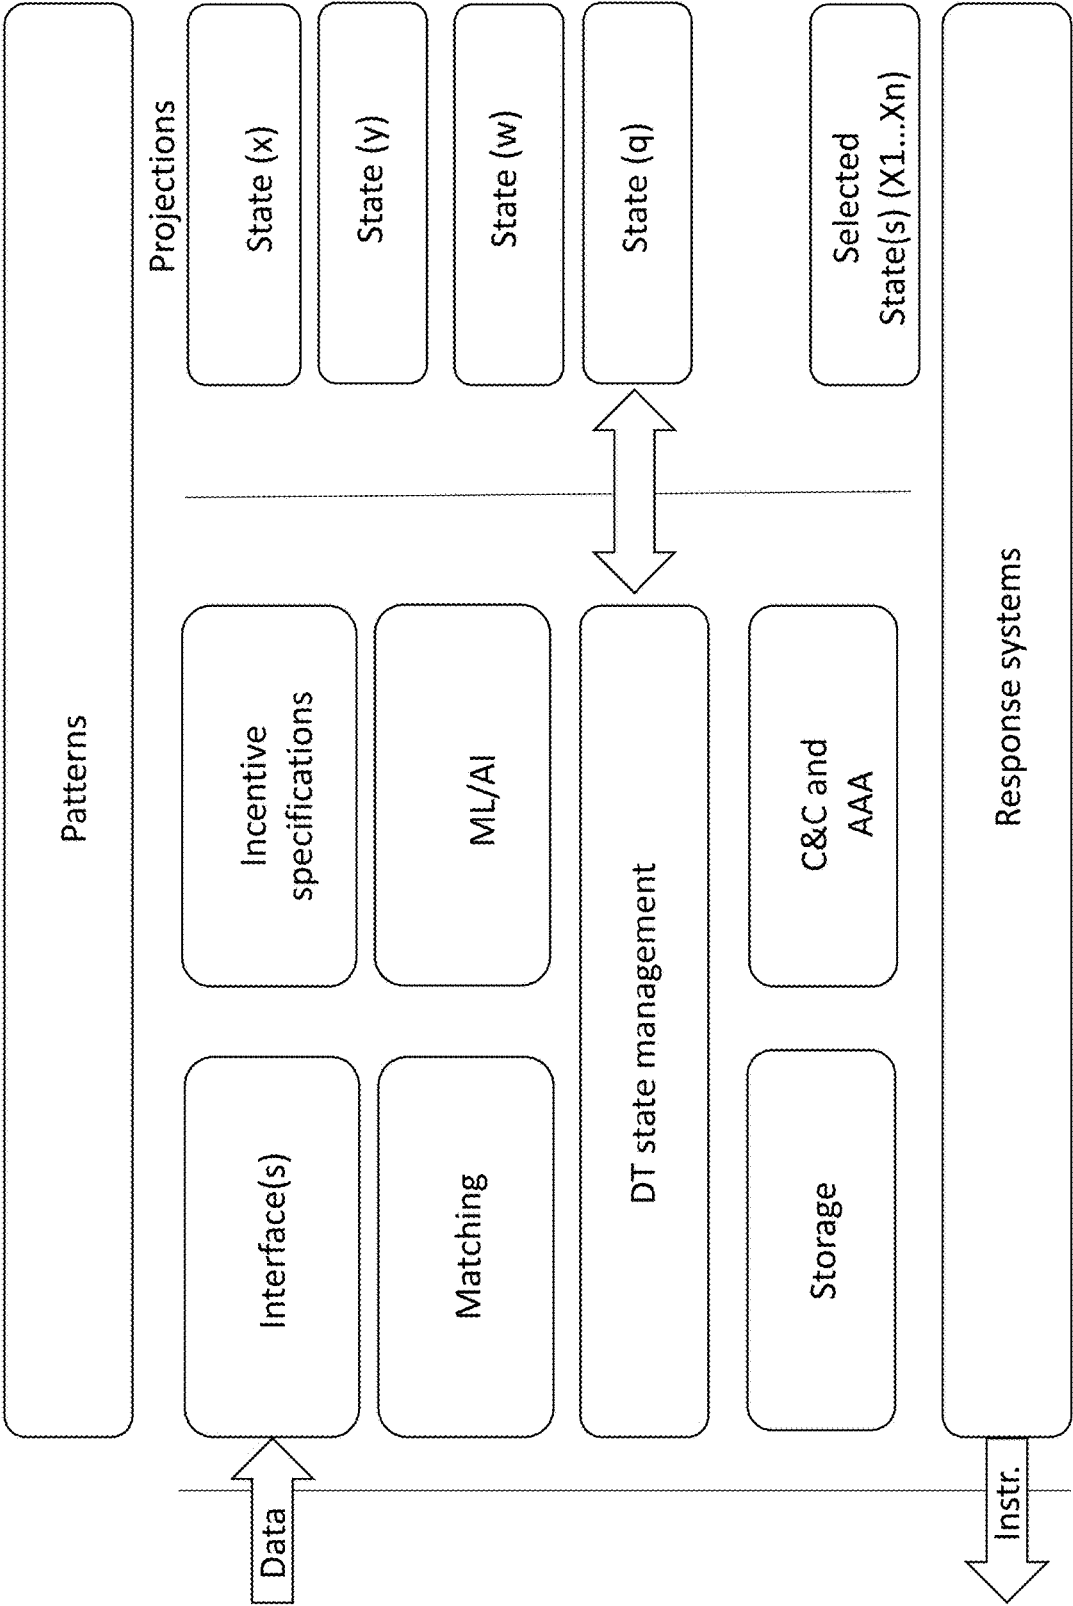 Patterns
Projections
Data
Interface(s)
Incentive
specifications
State (x)
Matching
ML/AI
State (y)
State (w)
DT state management
State (q)
Storage
C&C and
AAA
Selected
State(s) (X1...Xn)
Instr.
Response systems